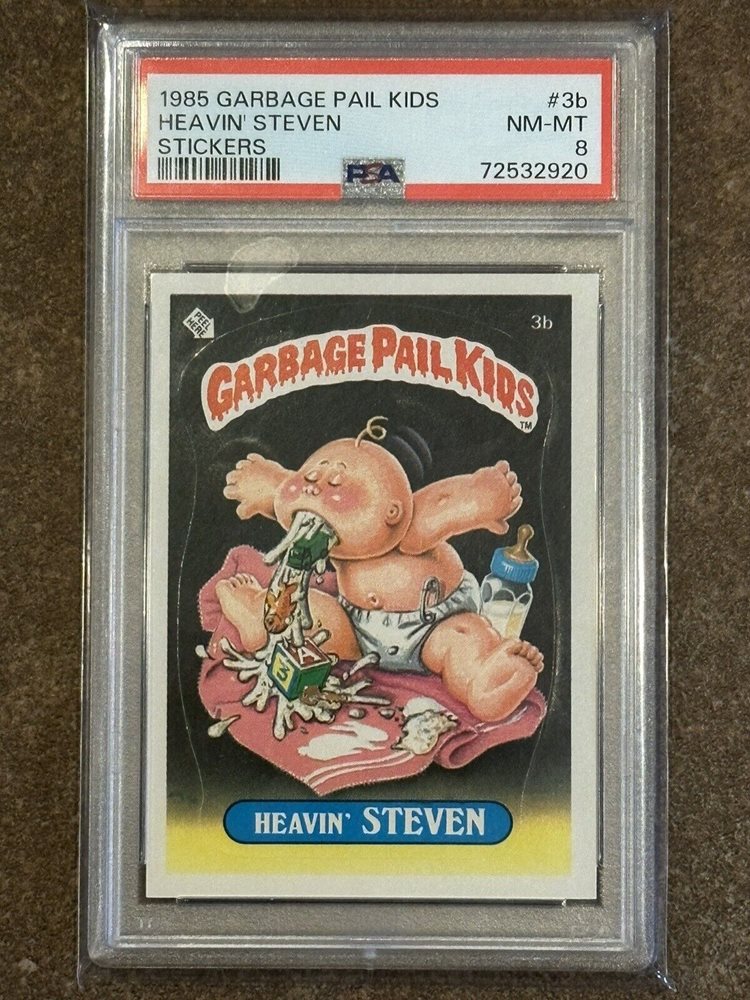 1985 GARBAGE PAIL KIDS #3b
HEAVIN' STEVEN NM-MT
STICKERS 8
PSA 72532920
PEEL HERE
3b
GARBAGE PAIL KIDS
TM
A
3
HEAVIN' STEVEN